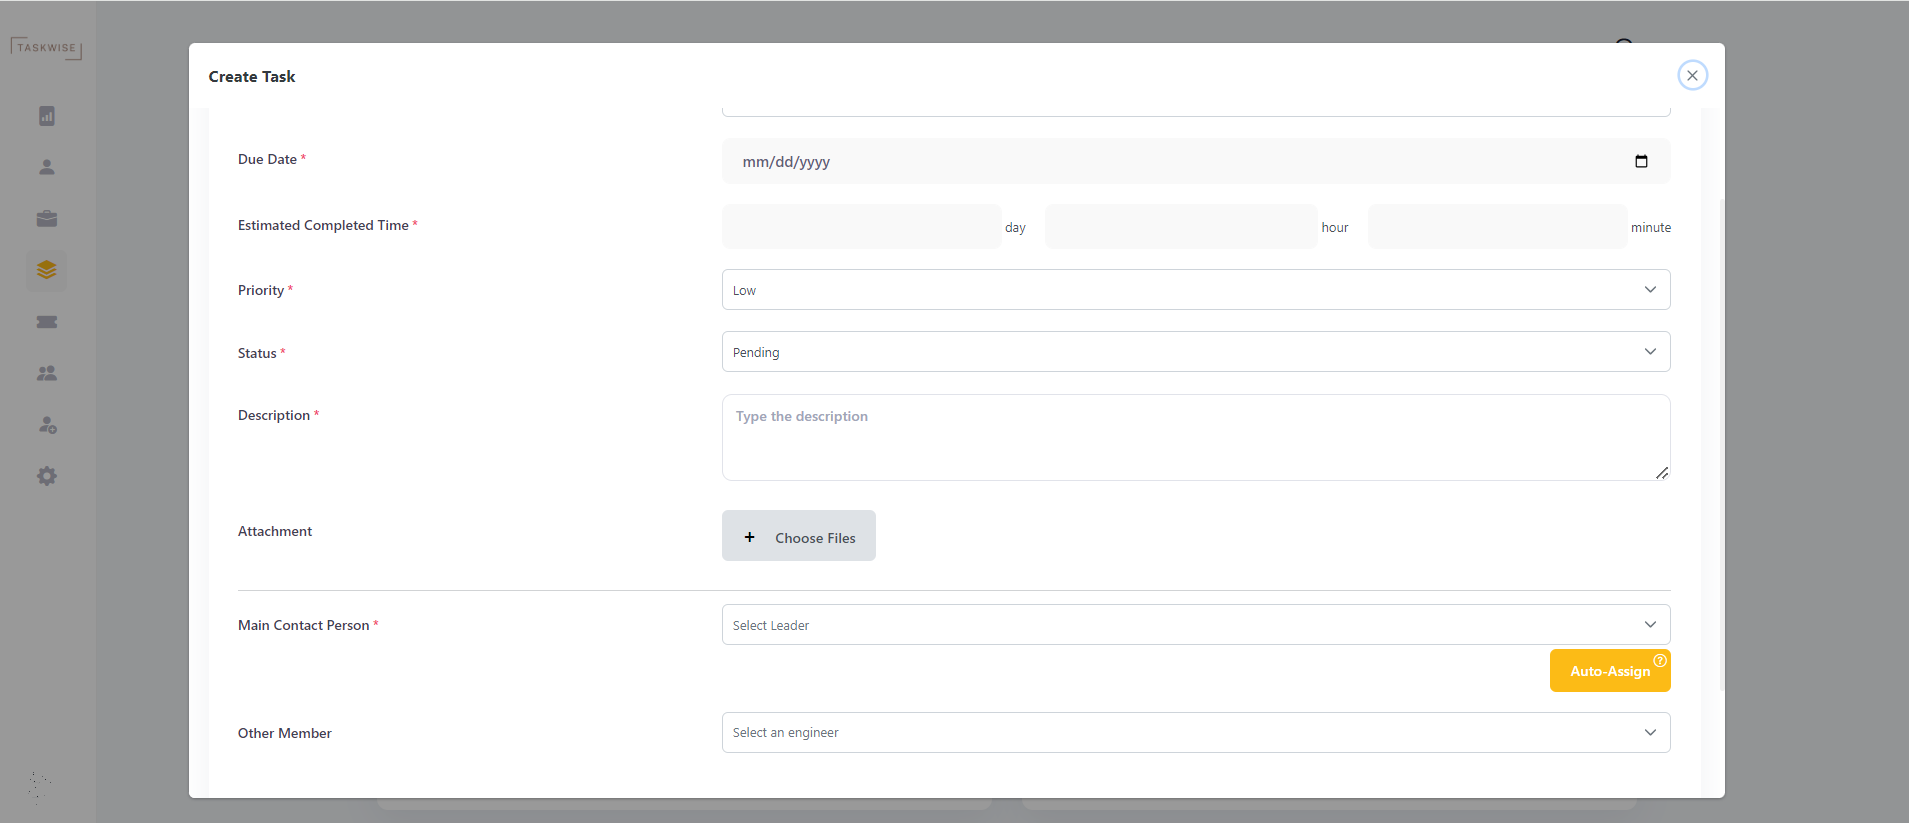 TASKWISE
Create Task
Due Date *
mm/dd/yyyy
Estimated Completed Time *
day
hour
minute
Priority *
Low
Status *
Pending
Description *
Type the description
Attachment
+ Choose Files
Main Contact Person *
Select Leader
Auto-Assign ?
Other Member
Select an engineer